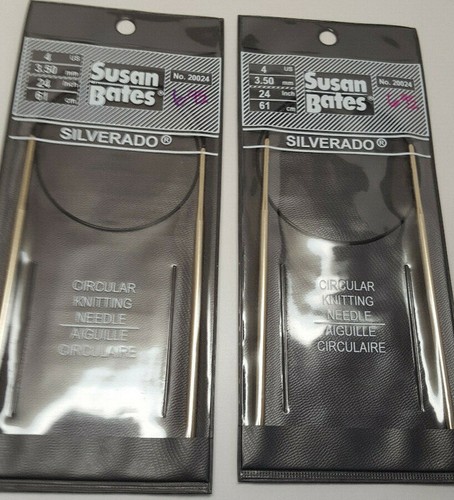 4 US
3.50 mm
24 Inch
61 cm
Susan
Bates®
No. 20024
SILVERADO®
CIRCULAR
KNITTING
NEEDLE
AIGUILLE
CIRCULAIRE
4 US
3.50 mm
24 Inch
61 cm
Susan
Bates®
No. 20024
SILVERADO®
CIRCULAR
KNITTING
NEEDLE
AIGUILLE
CIRCULAIRE